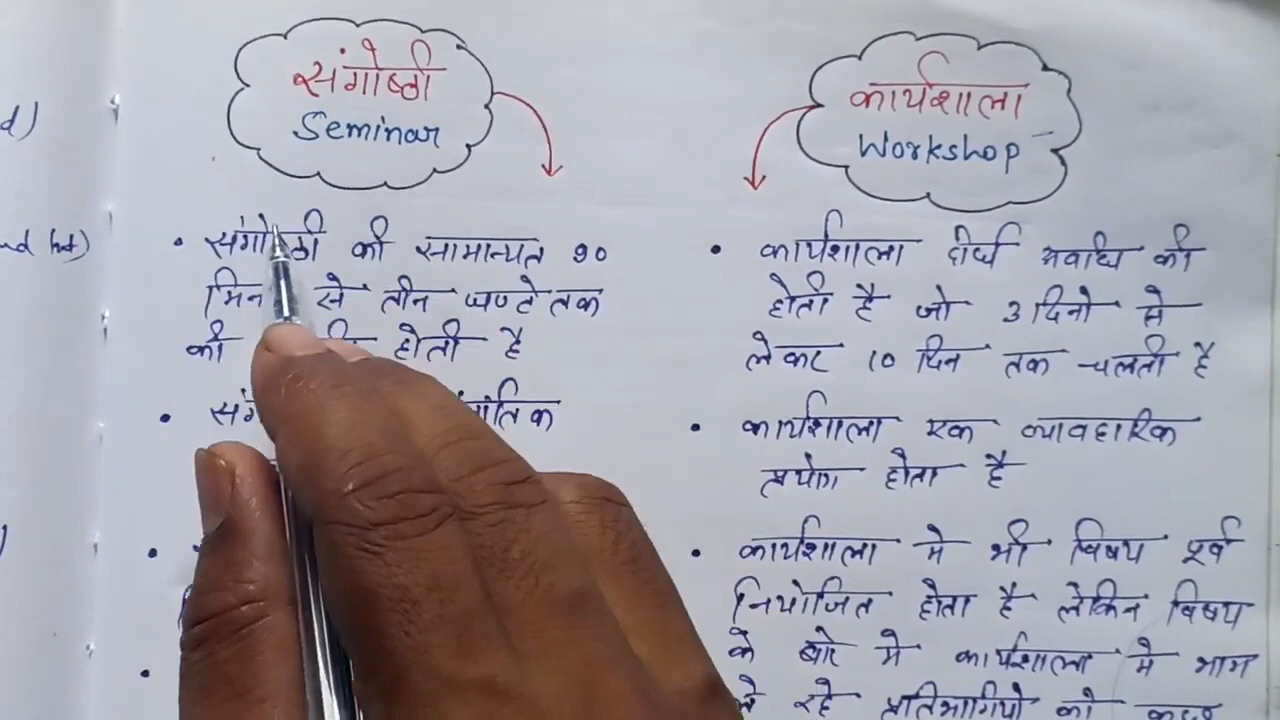 d)
संगोष्ठी
Seminar
कार्यशाला
Workshop
• संगोष्ठी की सामान्यत 90
से तीन घण्टे तक
की होती है
•
• कार्यशाला दीर्घ अवधि की
होती है जो 3 दिनो से
लेकर 10 दिन तक चलती है
• कार्यशाला एक व्यावहारिक
प्रयोग होता है
• कार्यशाला मे भी विषय पूर्व
नियोजित होता है लेकिन विषय
के बारे मे कार्यशाला मे भाग
ले रहे प्रतिभागियो को